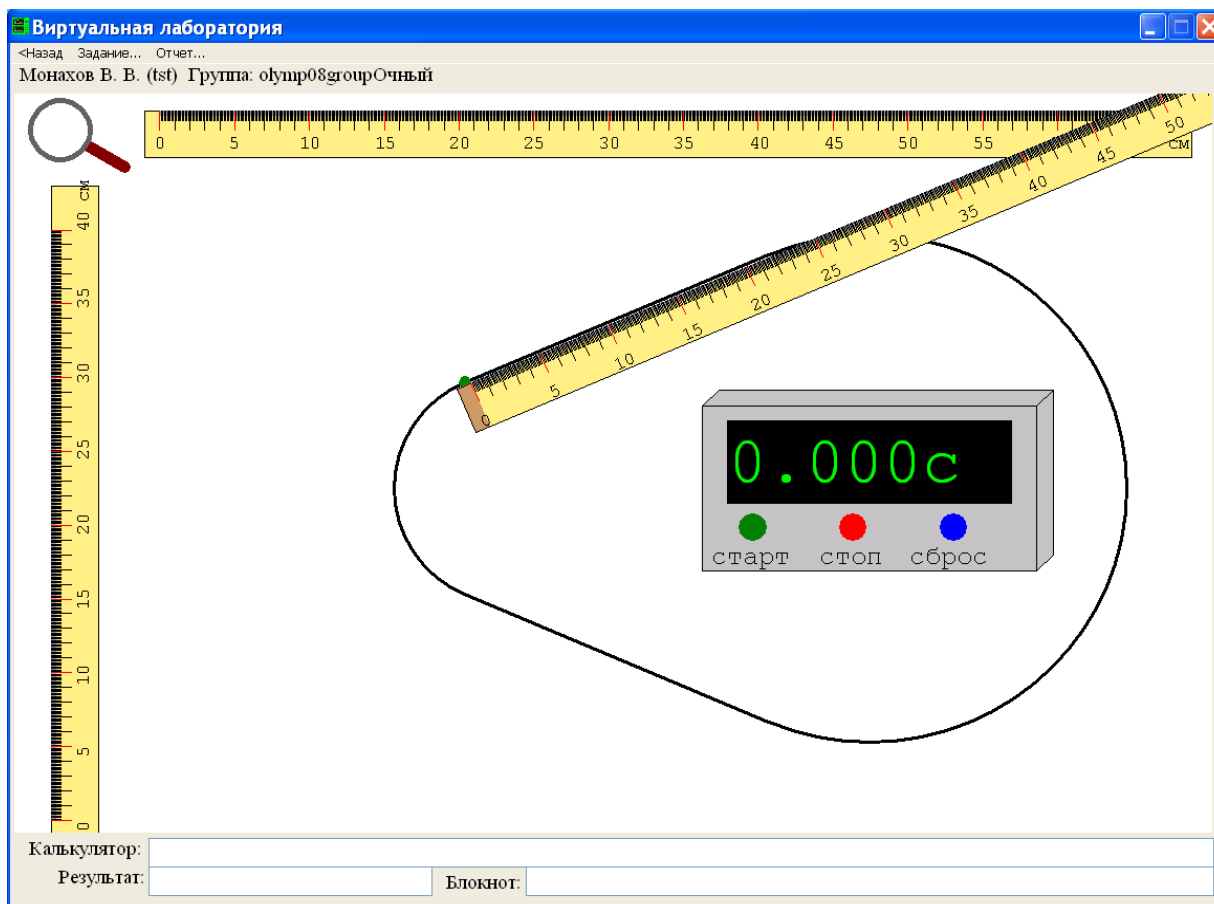 Виртуальная лаборатория
<Назад Задание... Отчет...
Монахов В. В. (tst) Группа: olymp08groupОчный
0 5 10 15 20 25 30 35 40 45 50 55 см
см 40 35 30 25 20 15 10 5 0
0 5 10 15 20 25 30 35 40 45 50
0.000с
старт стоп сброс
Калькулятор:
Результат: Блокнот: